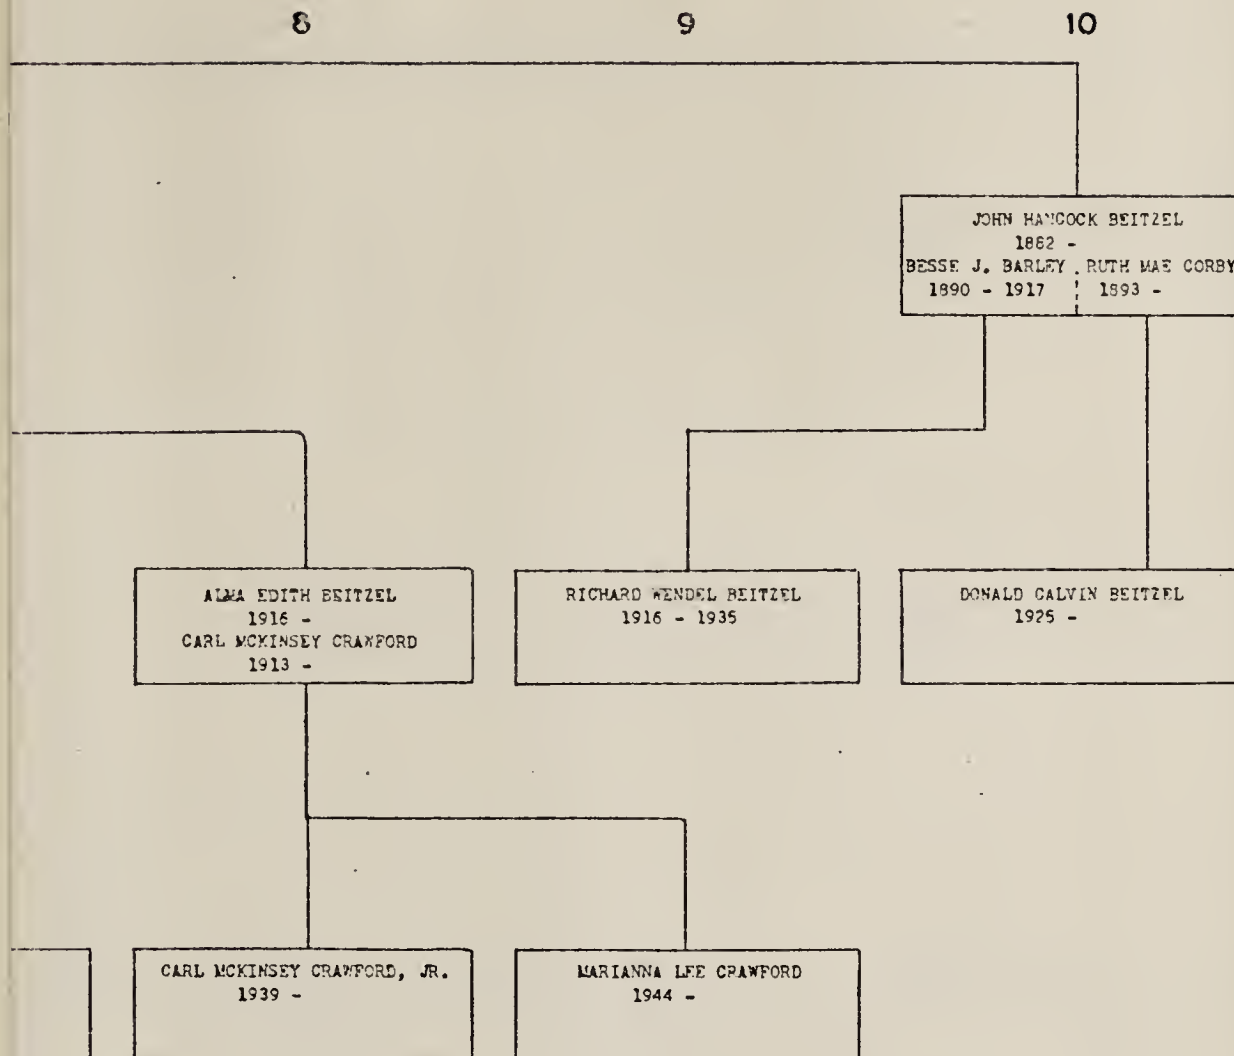 8 9 10
JOHN HANCOCK BEITZEL
1882 -
BESSE J. BARLEY RUTH MAE CORBY
1890 - 1917 1893 -
ALMA EDITH BEITZEL
1916 -
CARL MCKINSEY CRAWFORD
1913 -
RICHARD WENDEL BEITZEL
1916 - 1935
DONALD CALVIN BEITZEL
1925 -
CARL MCKINSEY CRAWFORD, JR.
1939 -
MARIANNA LEE CRAWFORD
1944 -